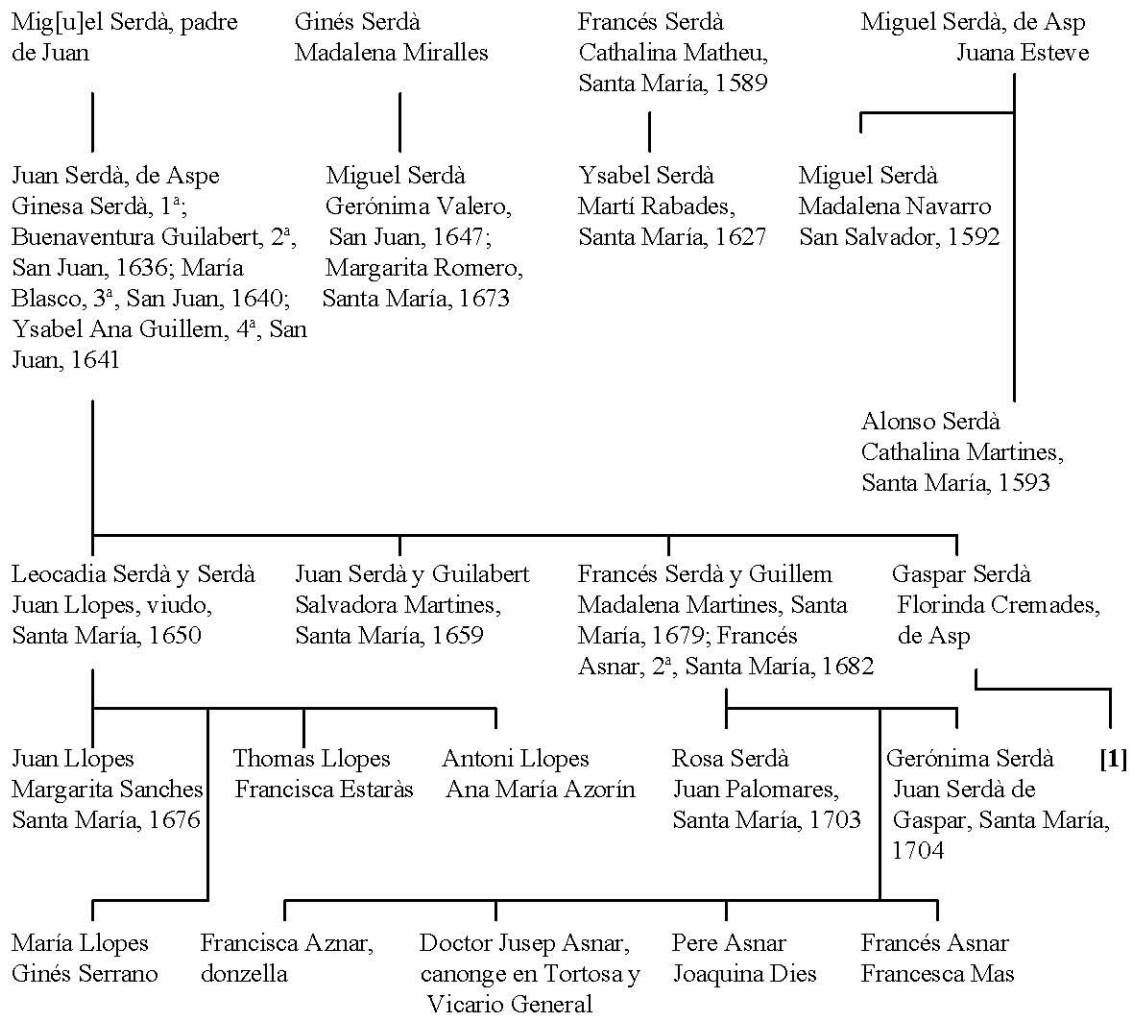 Mig[u]el Serdà, padre
de Juan
Ginés Serdà
Madalena Miralles
Francés Serdà
Cathalina Matheu,
Santa María, 1589
Miguel Serdà, de Asp
Juana Esteve
Juan Serdà, de Aspe
Ginesa Serdà, 1ª;
Buenaventura Guilabert, 2ª,
San Juan, 1636; María
Blasco, 3ª, San Juan, 1640;
Ysabel Ana Guillem, 4ª, San
Juan, 1641
Miguel Serdà
Gerónima Valero,
San Juan, 1647;
Margarita Romero,
Santa María, 1673
Ysabel Serdà
Martí Rabades,
Santa María, 1627
Miguel Serdà
Madalena Navarro
San Salvador, 1592
Alonso Serdà
Cathalina Martines,
Santa María, 1593
Leocadia Serdà y Serdà
Juan Llopes, viudo,
Santa María, 1650
Juan Serdà y Guilabert
Salvadora Martines,
Santa María, 1659
Francés Serdà y Guillem
Madalena Martines, Santa
María, 1679; Francés
Asnar, 2ª, Santa María, 1682
Gaspar Serdà
Florinda Cremades,
de Asp
Juan Llopes
Margarita Sanches
Santa María, 1676
Thomas Llopes
Francisca Estaràs
Antoni Llopes
Ana María Azorín
Rosa Serdà
Juan Palomares,
Santa María, 1703
Gerónima Serdà
Juan Serdà de
Gaspar, Santa María,
1704
[1]
María Llopes
Ginés Serrano
Francisca Aznar,
donzella
Doctor Jusep Asnar,
canonge en Tortosa y
Vicario General
Pere Asnar
Joaquina Dies
Francés Asnar
Francesca Mas